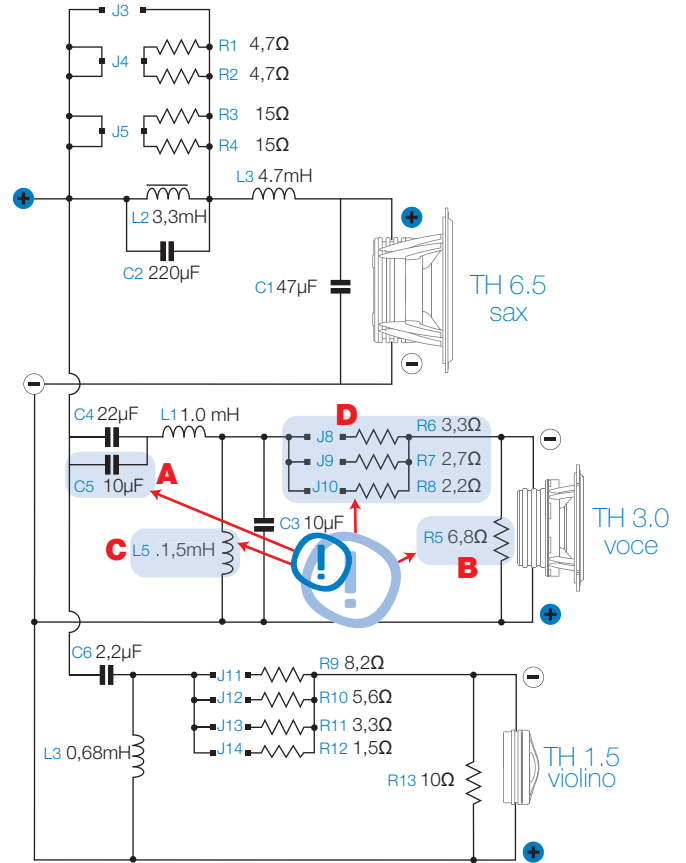 J3
R1 4,7Ω
J4
R2 4,7Ω
R3 15Ω
J5
R4 15Ω
L3 4.7mH
+
L2 3,3mH
+
C2 220µF
C1 47µF
TH 6.5
sax
−
−
C4 22µF
L1 1.0 mH
D
R6 3,3Ω
J8
−
A
J9
R7 2,7Ω
C5 10µF
J10
R8 2,2Ω
C3 10µF
TH 3.0
voce
C
L5 .1,5mH
R5 6,8Ω
!
!
B
+
C6 2,2µF
R9 8,2Ω
J11
−
J12
R10 5,6Ω
J13
R11 3,3Ω
J14
R12 1,5Ω
L3 0,68mH
TH 1.5
violino
R13 10Ω
+